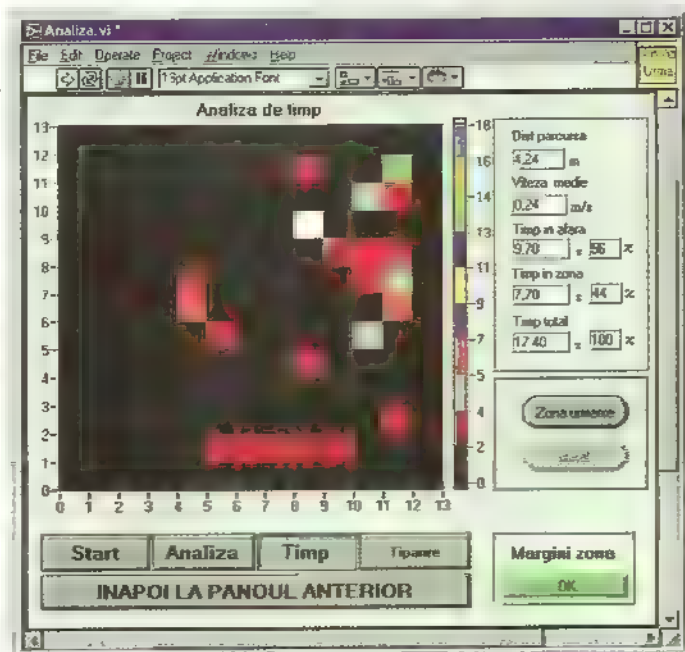 Analiza.vi *
File Edit Operate Project Windows Help
13pt Application Font
Urma
Analiza de timp
13
12
11
10
9
8
7
6
5
4
3
2
1
0
0 1 2 3 4 5 6 7 8 9 10 11 12 13
18
16
14
13
11
9
7
5
4
2
0
Dist parcursa
4,24 m
Viteza medie
0,24 m/s
Timp in afara
9,70 s 56 %
Timp in zona
7,70 s 44 %
Timp total
17.40 s 100 %
Zona urmarire
Start Analiza Timp Tiparire
INAPOI LA PANOUL ANTERIOR
Margini zona
OK